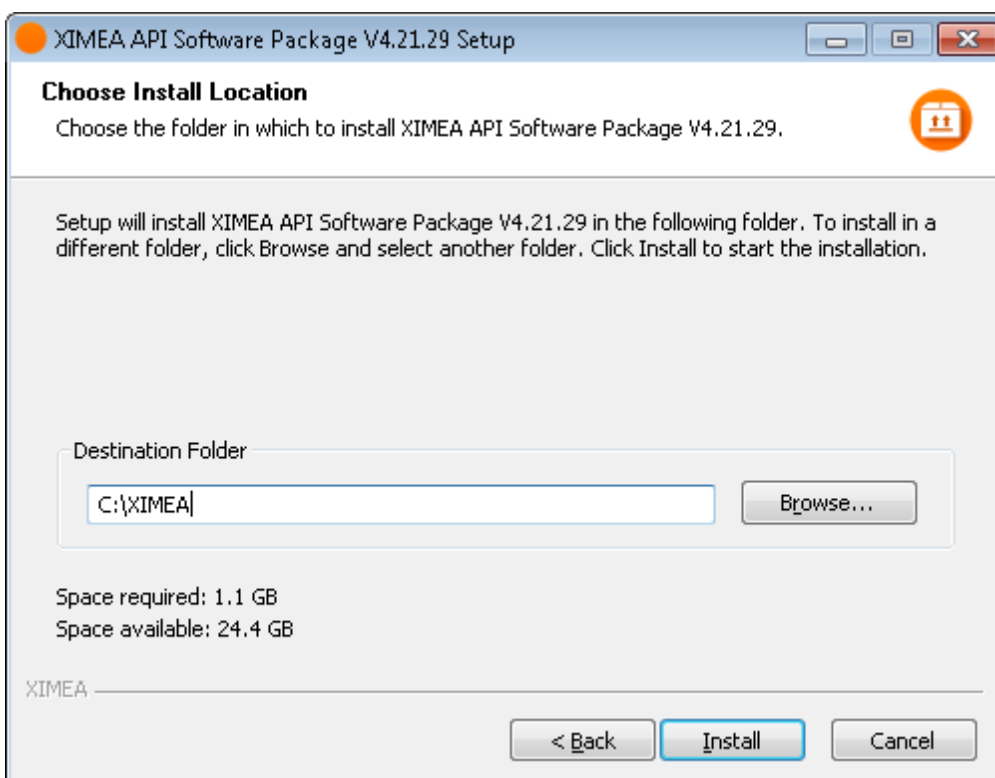 XIMEA API Software Package V4.21.29 Setup
Choose Install Location
Choose the folder in which to install XIMEA API Software Package V4.21.29.
Setup will install XIMEA API Software Package V4.21.29 in the following folder. To install in a
different folder, click Browse and select another folder. Click Install to start the installation.
Destination Folder
C:\XIMEA
Browse...
Space required: 1.1 GB
Space available: 24.4 GB
XIMEA
< Back
Install
Cancel